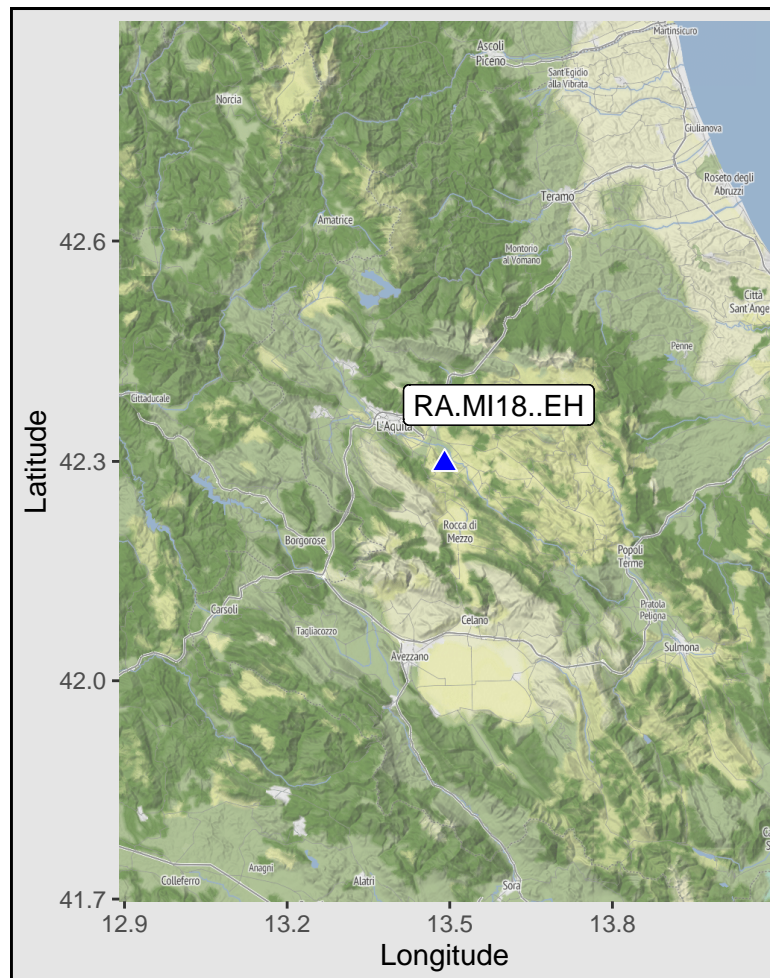 Martinsicuro
Ascoli
Piceno
Sant'Egidio
alla Vibrata
Norcia
Giulianova
Roseto degli
Abruzzi
Teramo
Amatrice
42.6
Montorio
al Vomano
Città
Sant'Ange
Penne
Cittaducale
RA.MI18..EH
L'Aquila
42.3
Latitude
Rocca di
Mezzo
Borgorose
Popoli
Terme
Carsoli
Pratola
Peligna
Celano
Tagliacozzo
Sulmona
Avezzano
42.0
Anagni
Colleferro
Alatri
Sora
41.7
12.9
13.2
13.5
13.8
Longitude